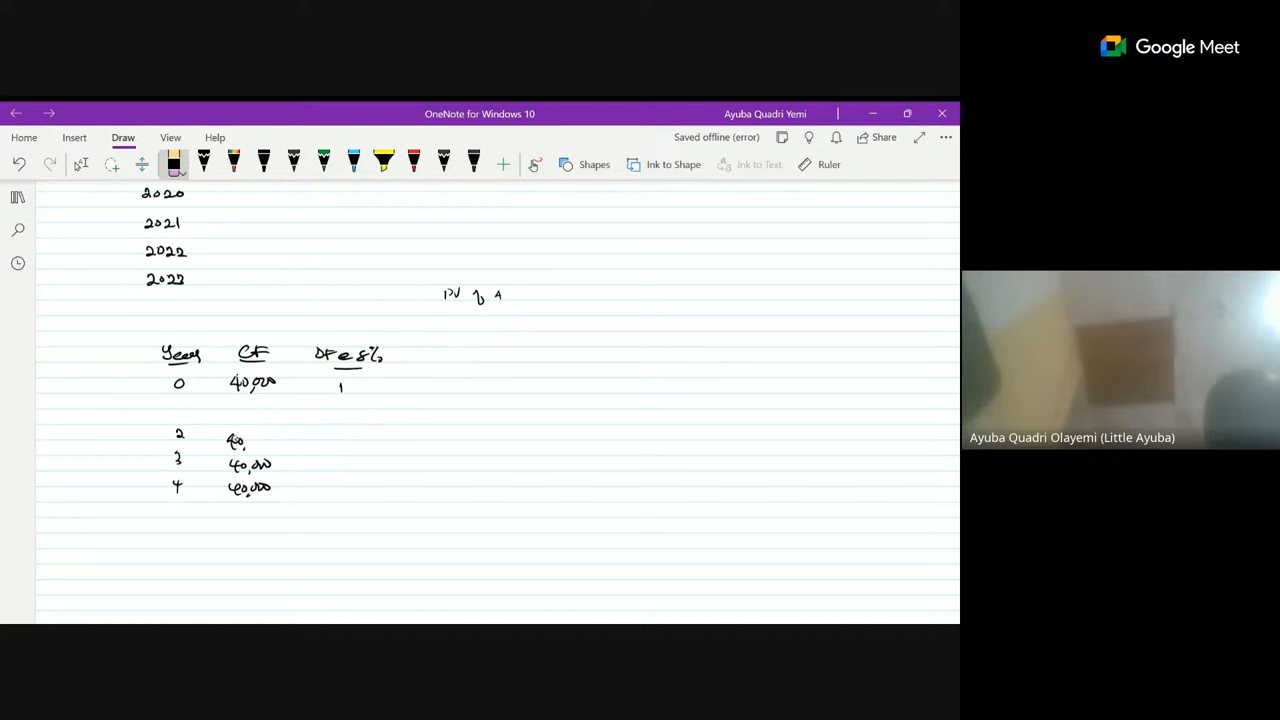 Google Meet
OneNote for Windows 10
Ayuba Quadri Yemi
Home
Insert
Draw
View
Help
Saved offline (error)
Share
Shapes
Ink to Shape
Ink to Text
Ruler
2020
2021
2022
2023
PV of A
Years CF DF @ 8%
0 40,000 1
2 40,
3 40,000
4 40,000
Ayuba Quadri Olayemi (Little Ayuba)